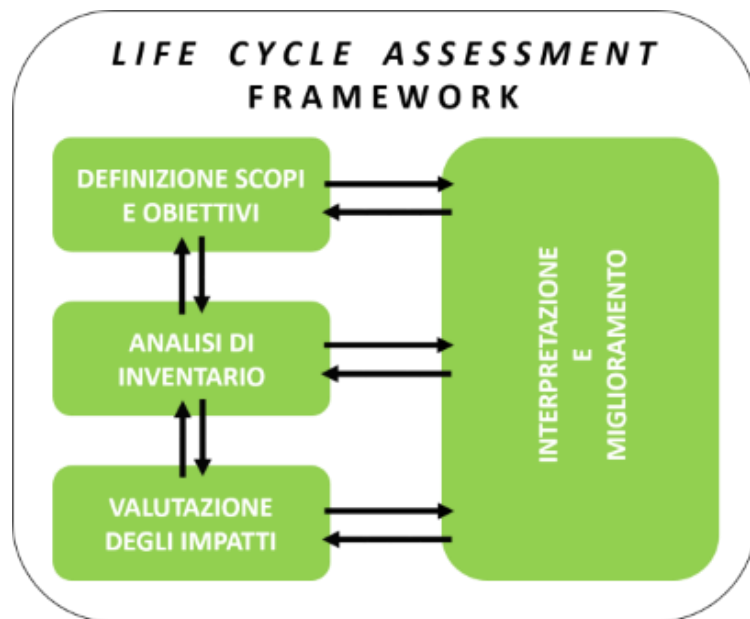 LIFE CYCLE ASSESSMENT
FRAMEWORK
DEFINIZIONE SCOPI
E OBIETTIVI
ANALISI DI
INVENTARIO
VALUTAZIONE
DEGLI IMPATTI
INTERPRETAZIONE
E
MIGLIORAMENTO